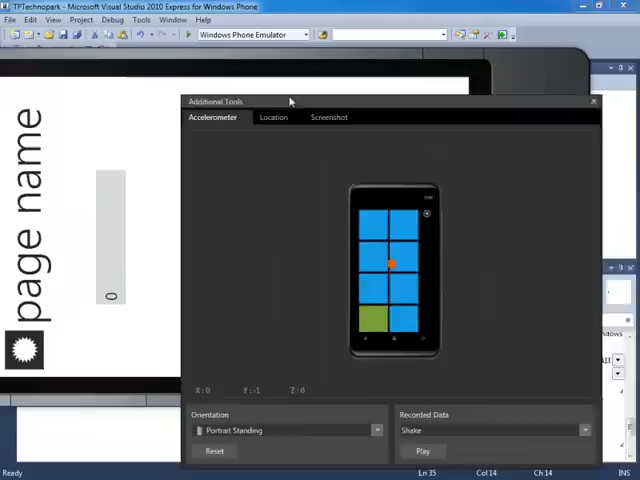 TPTechnopark - Microsoft Visual Studio 2010 Express for Windows Phone
File Edit View Project Debug Tools Window Help
Windows Phone Emulator
page name
0
Additional Tools
Accelerometer Location Screenshot
X:0 Y:-1 Z:0
Orientation Recorded Data
Portrait Standing Shake
Reset Play
Ready Ln 35 Col 14 Ch 14 INS